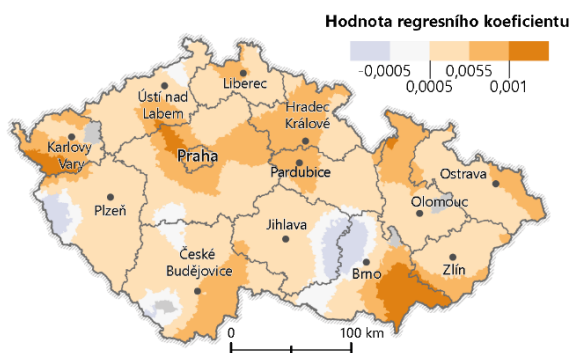 Hodnota regresního koeficientu
-0,0005
0,0055
0,0005
0,001
Liberec
Ústí nad
Labem
Hradec
Králové
Karlovy
Vary
Praha
Pardubice
Ostrava
Plzeň
Olomouc
Jihlava
České
Budějovice
Brno
Zlín
0
100 km